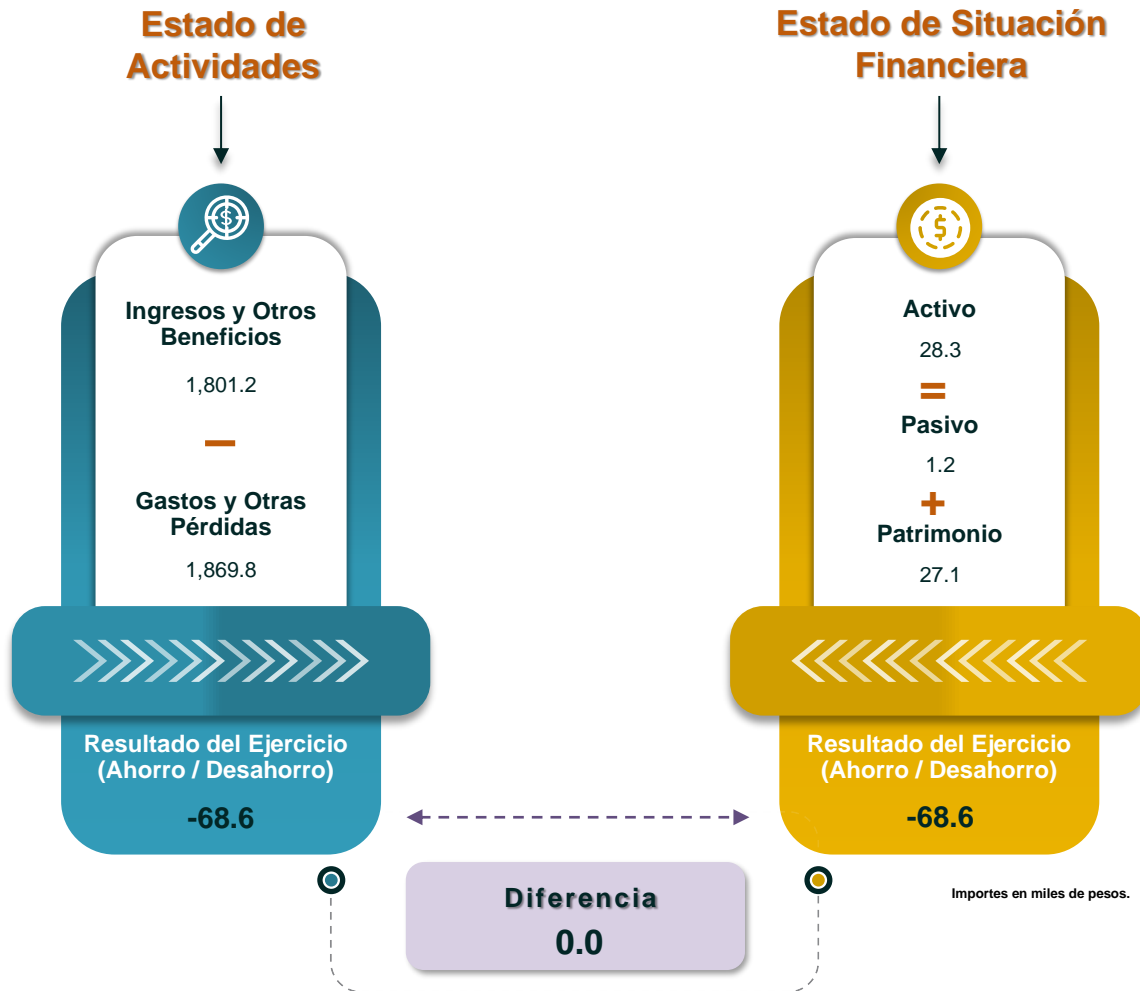 Estado de
Actividades
Ingresos y Otros
Beneficios
1,801.2
–
Gastos y Otras
Pérdidas
1,869.8
Resultado del Ejercicio
(Ahorro / Desahorro)
-68.6
Estado de Situación
Financiera
$
Activo
28.3
=
Pasivo
1.2
+
Patrimonio
27.1
Resultado del Ejercicio
(Ahorro / Desahorro)
-68.6
Diferencia
0.0
Importes en miles de pesos.